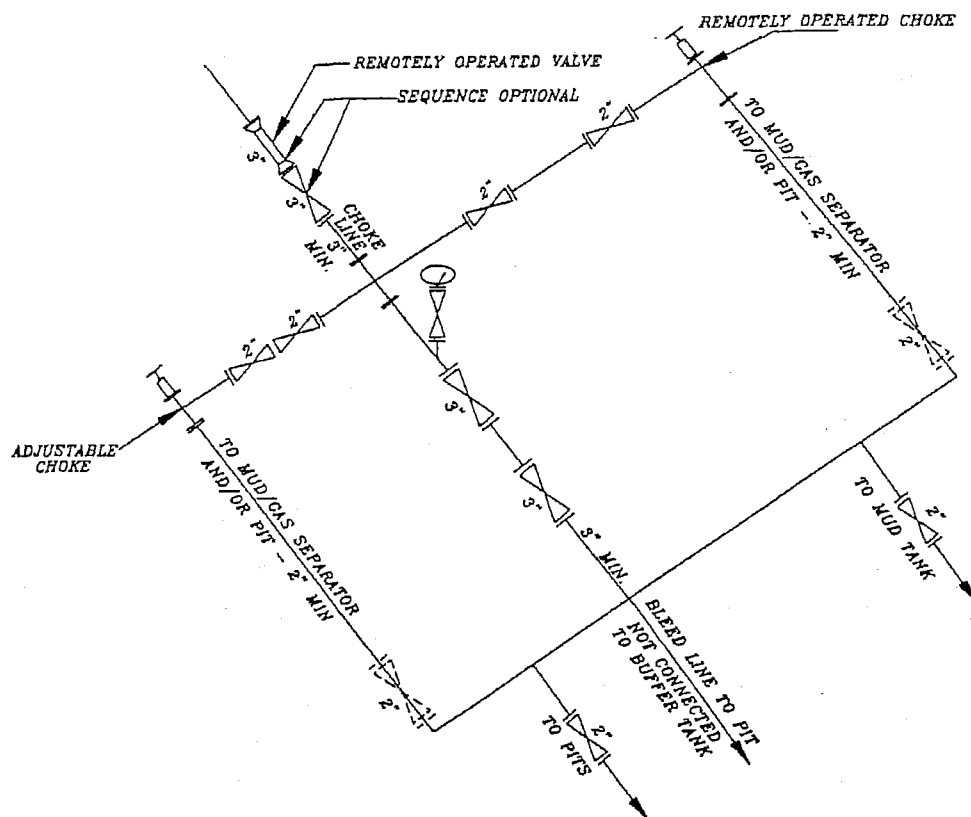 REMOTELY OPERATED CHOKE
REMOTELY OPERATED VALVE
SEQUENCE OPTIONAL
3"
3"
CHOKE
LINE
3"
MIN.
2"
2"
TO MUD/GAS SEPARATOR
AND/OR PIT - 2" MIN
2"
2"
2"
ADJUSTABLE
CHOKE
TO MUD/GAS SEPARATOR
AND/OR PIT - 2" MIN
2"
3"
3"
3" MIN.
BLEED LINE TO PIT
NOT CONNECTED
TO BUFFER TANK
2"
TO MUD TANK
2"
TO PITS